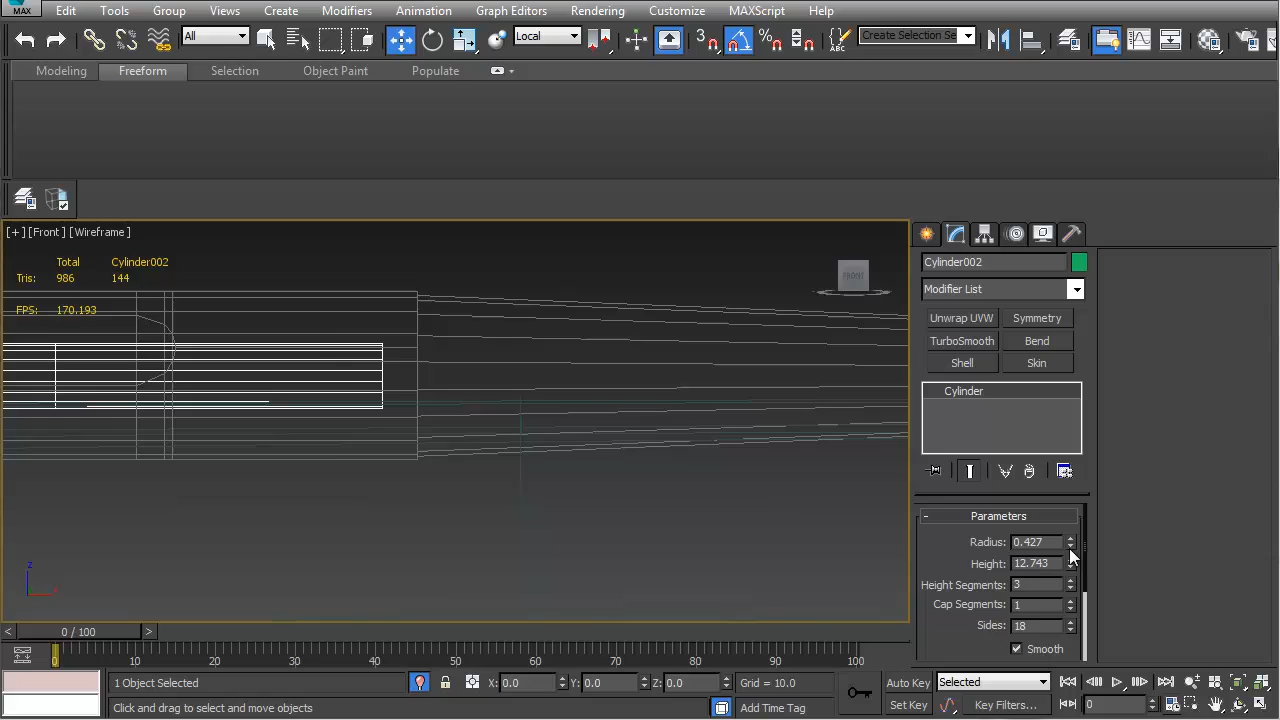 MAX
Edit Tools Group Views Create Modifiers Animation Graph Editors Rendering Customize MAXScript Help
All Local 3 % ABC Create Selection Se
Modeling Freeform Selection Object Paint Populate
[+] [Front] [Wireframe]
Total Cylinder002
Tris: 986 144
FPS: 170.193
FRONT
z
x
Cylinder002
Modifier List
Unwrap UVW Symmetry
TurboSmooth Bend
Shell Skin
Cylinder
- Parameters
Radius: 0.427
Height: 12.743
Height Segments: 3
Cap Segments: 1
Sides: 18
Smooth
< 0 / 100 >
0 10 20 30 40 50 60 70 80 90 100
1 Object Selected X: 0.0 Y: 0.0 Z: 0.0 Grid = 10.0 Auto Key Selected
Click and drag to select and move objects Add Time Tag Set Key Key Filters... 0